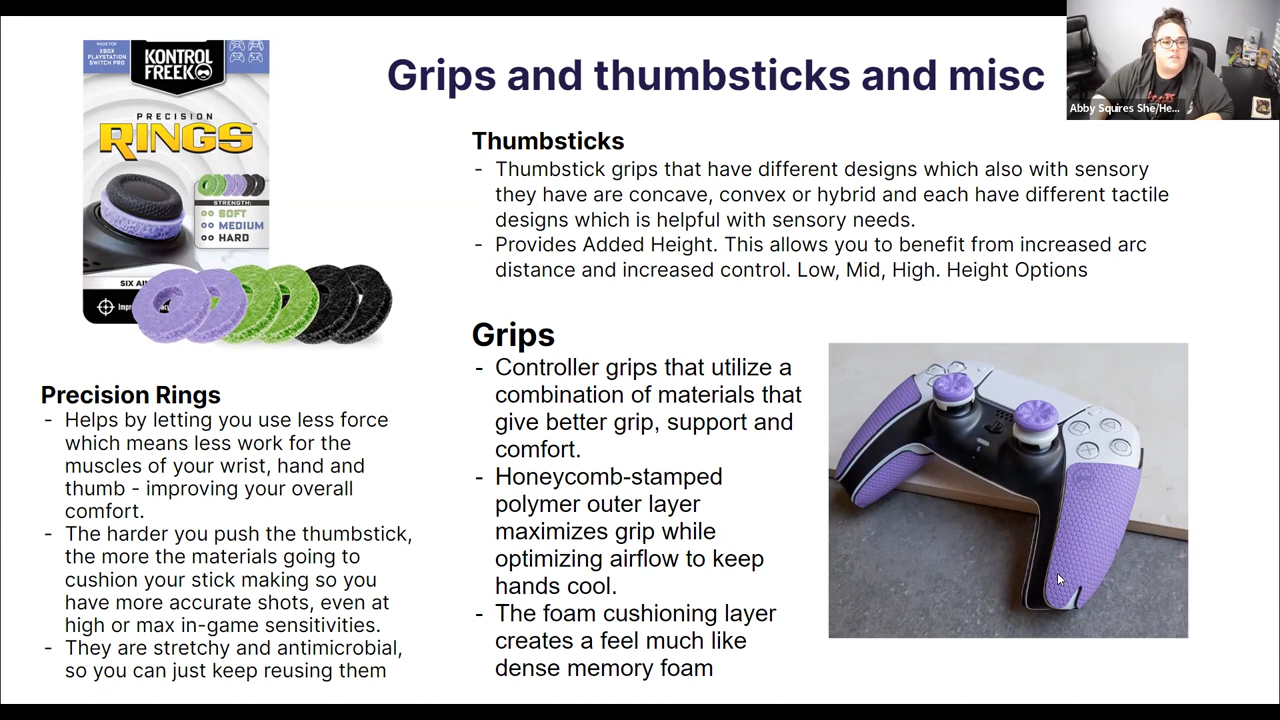 MADE FOR
XBOX
PLAYSTATION
SWITCH PRO
KONTROL
FREEK
PRECISION
RINGS
STRENGTH:
SOFT
MEDIUM
HARD
SIX
Grips and thumbsticks and misc
Abby Squires She/He...
Thumbsticks
- Thumbstick grips that have different designs which also with sensory
they have are concave, convex or hybrid and each have different tactile
designs which is helpful with sensory needs.
- Provides Added Height. This allows you to benefit from increased arc
distance and increased control. Low, Mid, High. Height Options
Precision Rings
- Helps by letting you use less force
which means less work for the
muscles of your wrist, hand and
thumb - improving your overall
comfort.
- The harder you push the thumbstick,
the more the materials going to
cushion your stick making so you
have more accurate shots, even at
high or max in-game sensitivities.
- They are stretchy and antimicrobial,
so you can just keep reusing them
Grips
- Controller grips that utilize a
combination of materials that
give better grip, support and
comfort.
- Honeycomb-stamped
polymer outer layer
maximizes grip while
optimizing airflow to keep
hands cool.
- The foam cushioning layer
creates a feel much like
dense memory foam